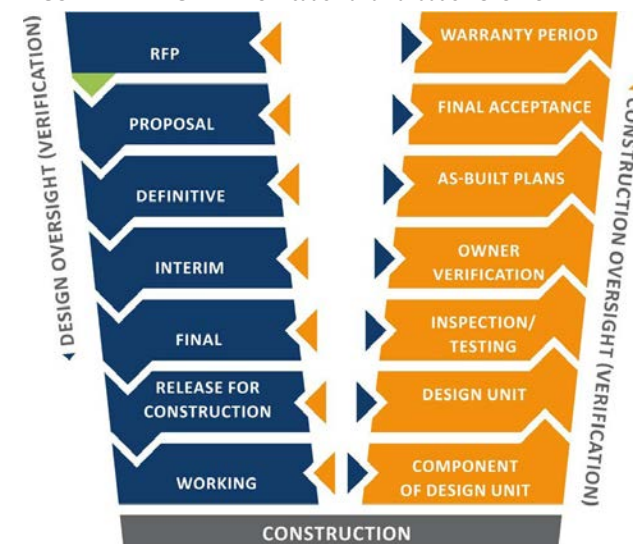 DESIGN OVERSIGHT (VERIFICATION)
RFP
PROPOSAL
DEFINITIVE
INTERIM
FINAL
RELEASE FOR
CONSTRUCTION
WORKING
WARRANTY PERIOD
FINAL ACCEPTANCE
AS-BUILT PLANS
OWNER
VERIFICATION
INSPECTION/
TESTING
DESIGN UNIT
COMPONENT
OF DESIGN UNIT
CONSTRUCTION OVERSIGHT (VERIFICATION)
CONSTRUCTION